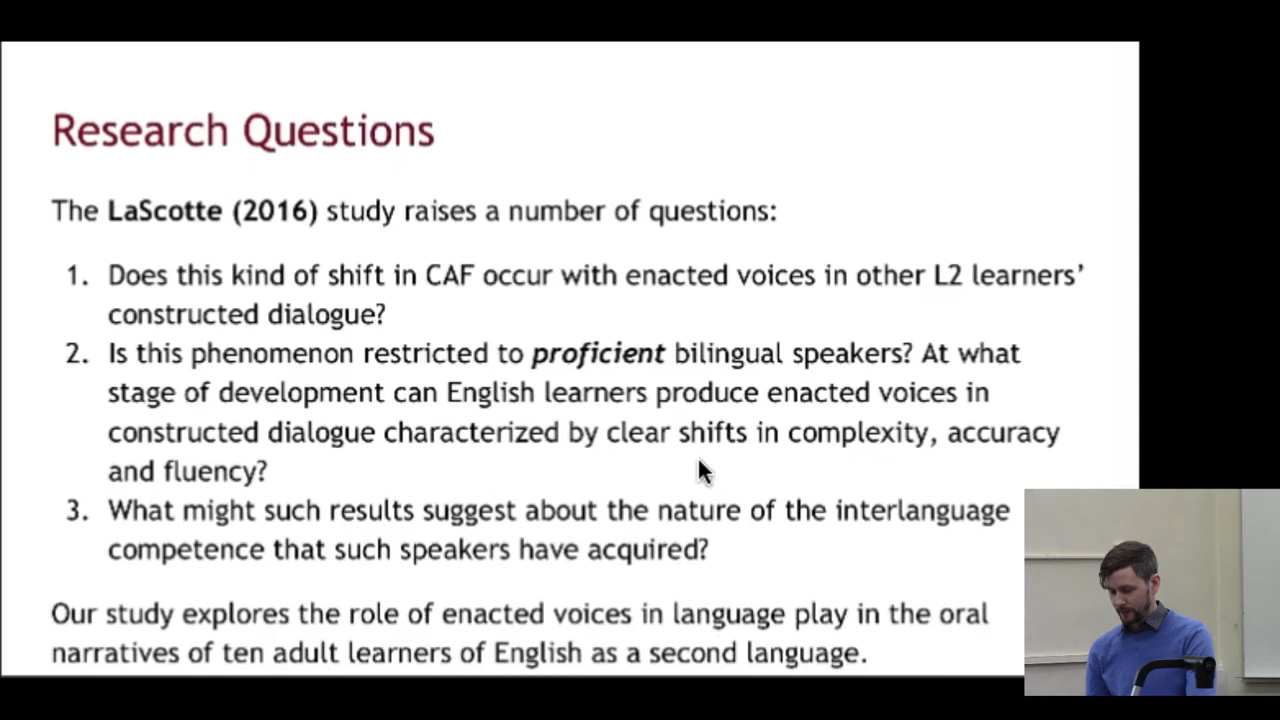 Research Questions
The LaScotte (2016) study raises a number of questions:
1. Does this kind of shift in CAF occur with enacted voices in other L2 learners’
constructed dialogue?
2. Is this phenomenon restricted to proficient bilingual speakers? At what
stage of development can English learners produce enacted voices in
constructed dialogue characterized by clear shifts in complexity, accuracy
and fluency?
3. What might such results suggest about the nature of the interlanguage
competence that such speakers have acquired?
Our study explores the role of enacted voices in language play in the oral
narratives of ten adult learners of English as a second language.